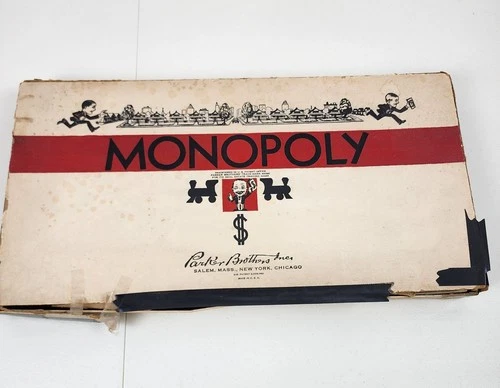 MONOPOLY
$
Parker Brothers Inc.
SALEM, MASS., NEW YORK, CHICAGO